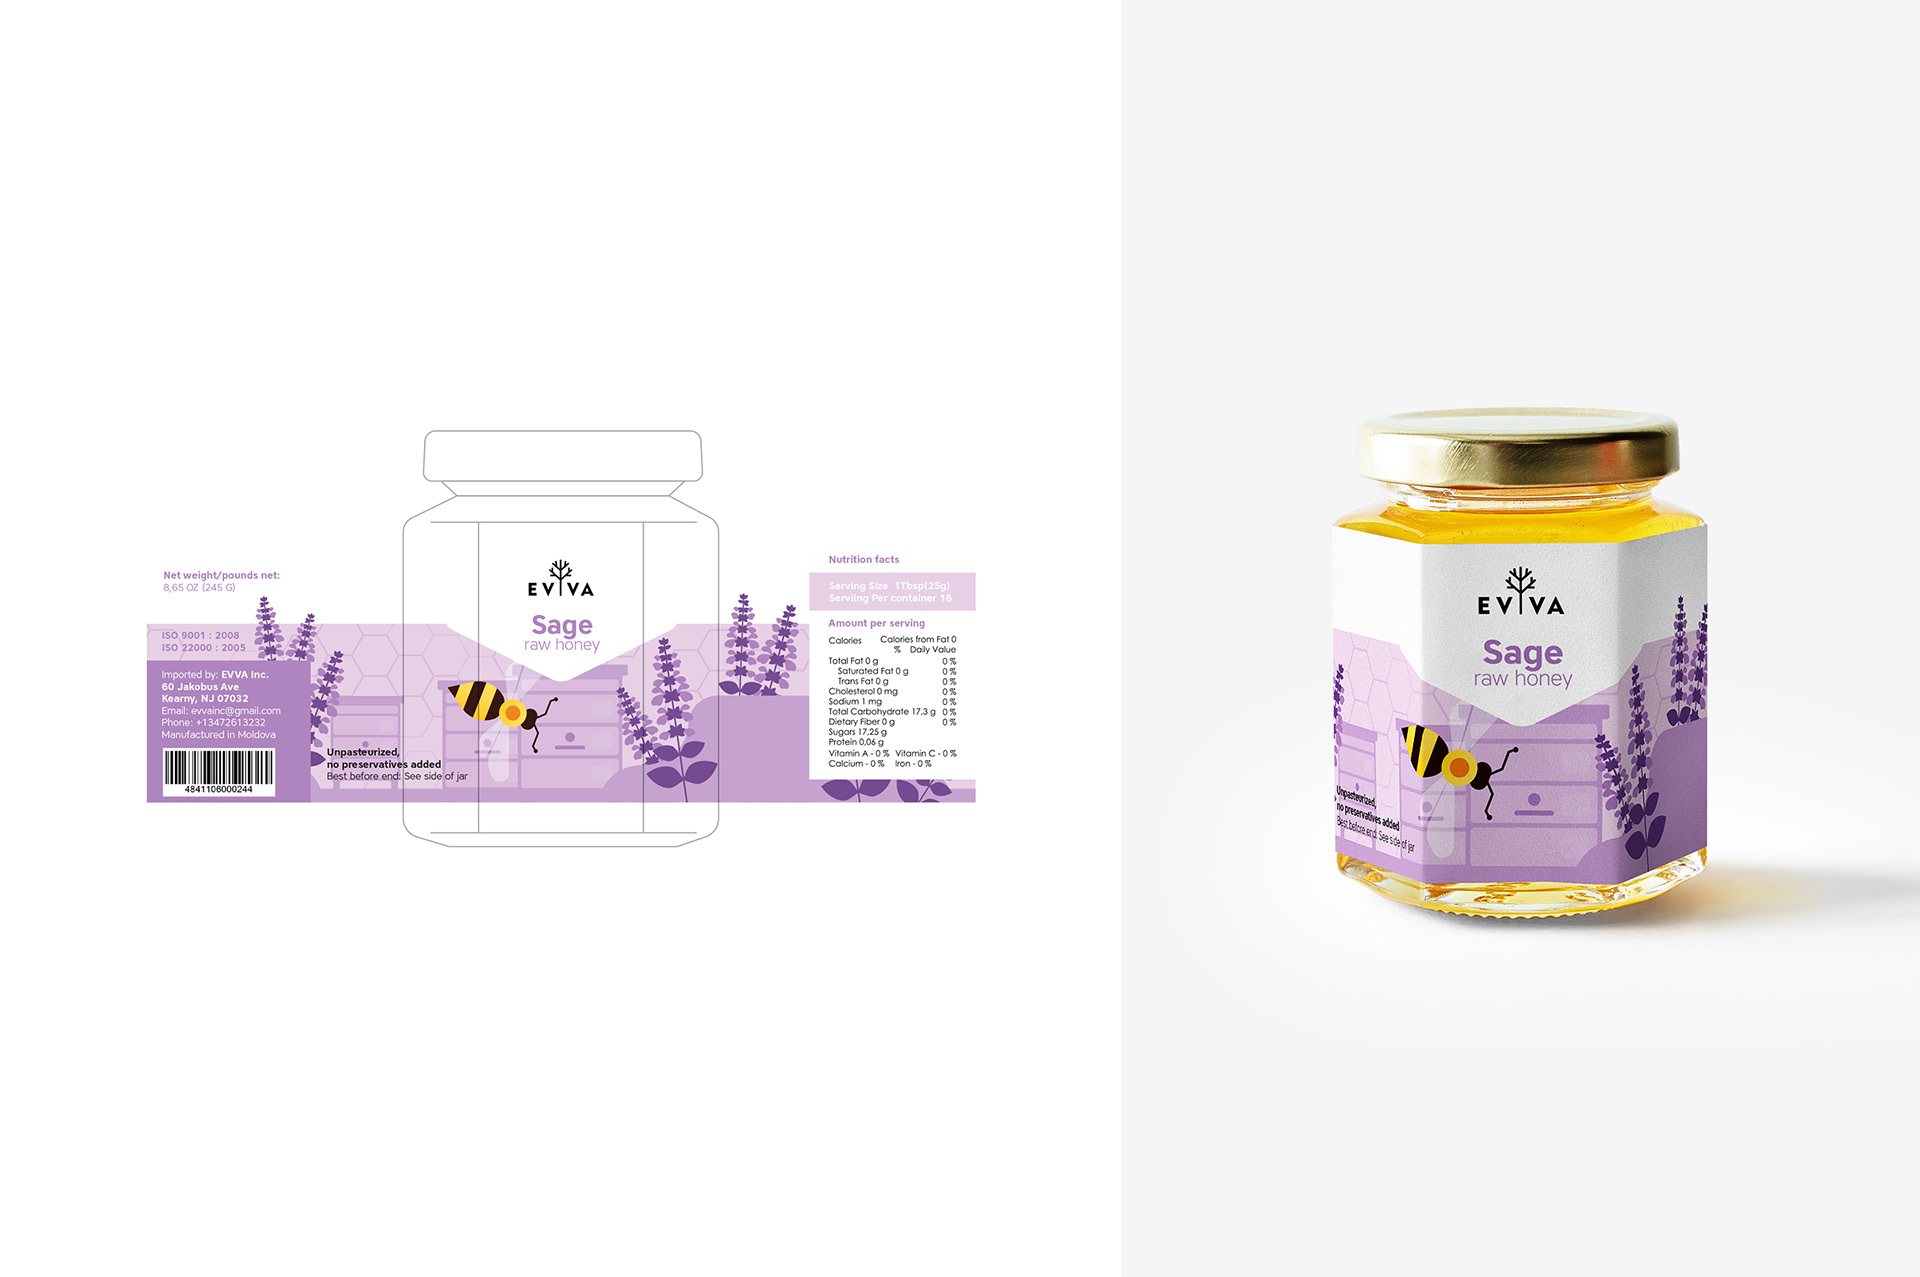 Net weight/pounds net:
8,65 OZ (245 G)
ISO 9001 : 2008
ISO 22000 : 2005
Imported by: EVVA Inc.
60 Jakobus Ave
Kearny, NJ 07032
Email: evvainc@gmail.com
Phone: +13472613232
Manufactured in Moldova
4841106000244
Unpasteurized,
no preservatives added
Best before end: See side of jar
EVVA
Sage
raw honey
Nutrition facts
Serving Size 1Tbsp(25g)
Serviing Per container 16
Amount per serving
Calories Calories from Fat 0
% Daily Value
Total Fat 0 g 0 %
Saturated Fat 0 g 0 %
Trans Fat 0 g 0 %
Cholesterol 0 mg 0 %
Sodium 1 mg 0 %
Total Carbohydrate 17,3 g 0 %
Dietary Fiber 0 g 0 %
Sugars 17,25 g
Protein 0,06 g
Vitamin A - 0 % Vitamin C - 0 %
Calcium - 0 % Iron - 0 %
EVVA
Sage
raw honey
Unpasteurized,
no preservatives added
Best before end: See side of jar